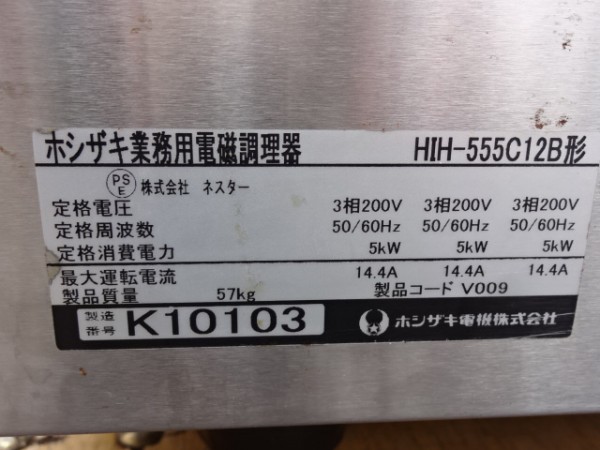 ホシザキ業務用電磁調理器 HIH-555C12B形
PSE 株式会社 ネスター
定格電圧 3相200V 3相200V 3相200V
定格周波数 50/60Hz 50/60Hz 50/60Hz
定格消費電力 5kW 5kW 5kW
最大運転電流 14.4A 14.4A 14.4A
製品質量 57kg 製品コード V009
製造番号 K10103 ホシザキ電機株式会社